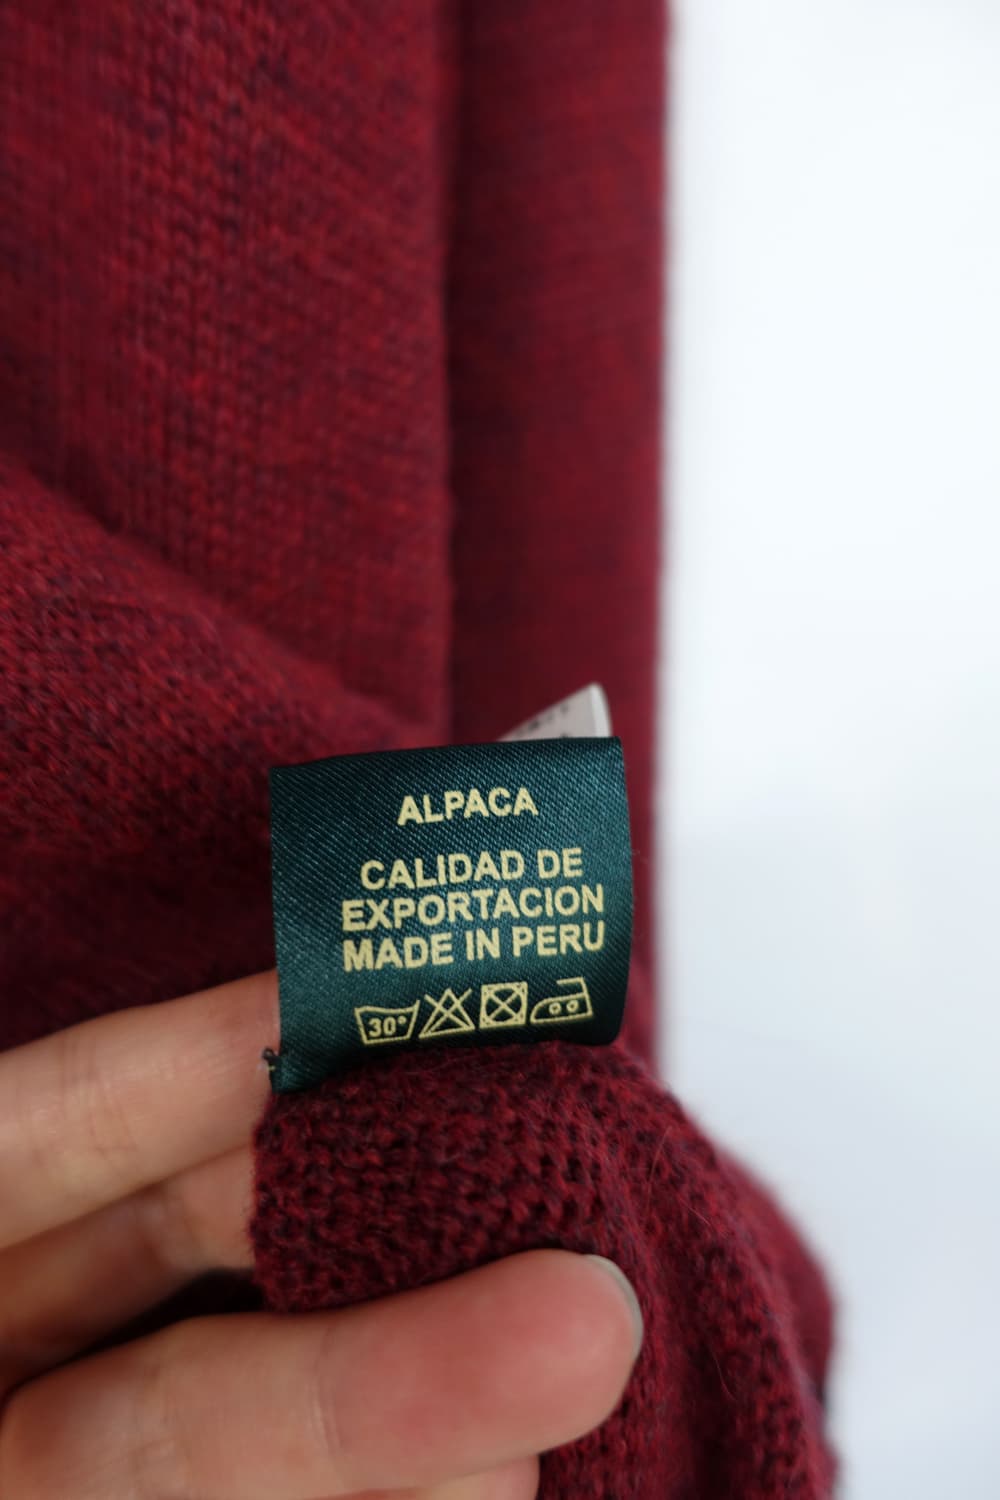 ALPACA
CALIDAD DE
EXPORTACION
MADE IN PERU
30°